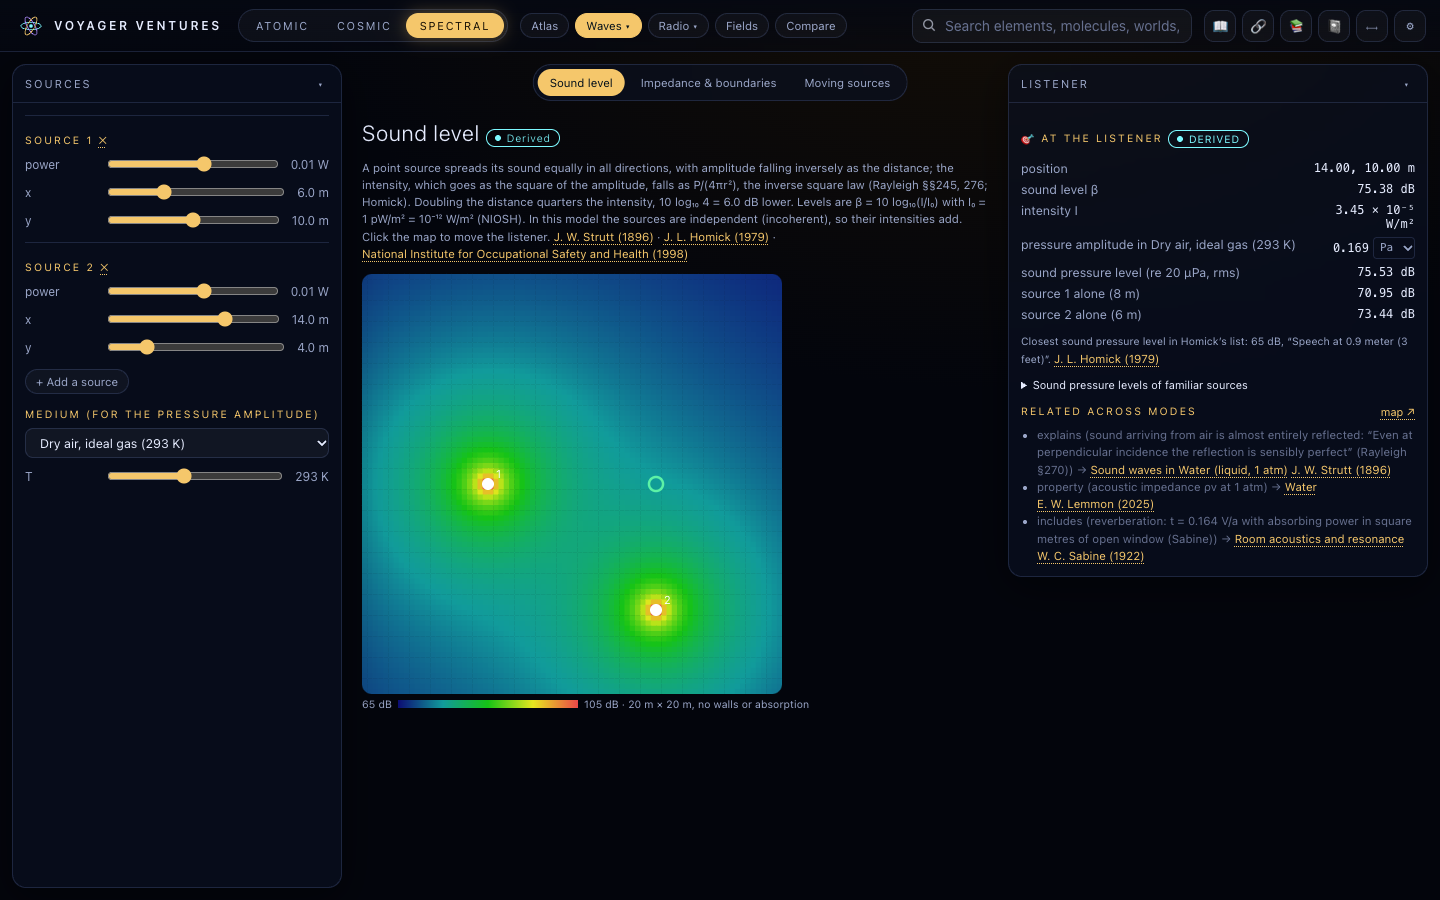 VOYAGER VENTURES
ATOMIC COSMIC SPECTRAL
Atlas Waves ▾ Radio ▾ Fields Compare
Search elements, molecules, worlds,
SOURCES
SOURCE 1 ×
power 0.01 W
x 6.0 m
y 10.0 m
SOURCE 2 ×
power 0.01 W
x 14.0 m
y 4.0 m
+ Add a source
MEDIUM (FOR THE PRESSURE AMPLITUDE)
Dry air, ideal gas (293 K)
T 293 K
Sound level Impedance & boundaries Moving sources
Sound level Derived
A point source spreads its sound equally in all directions, with amplitude falling inversely as the distance; the
intensity, which goes as the square of the amplitude, falls as P/(4πr²), the inverse square law (Rayleigh §§245, 276;
Homick). Doubling the distance quarters the intensity, 10 log₁₀ 4 = 6.0 dB lower. Levels are β = 10 log₁₀(I/I₀) with I₀ =
1 pW/m² = 10⁻¹² W/m² (NIOSH). In this model the sources are independent (incoherent), so their intensities add.
Click the map to move the listener. J. W. Strutt (1896) · J. L. Homick (1979) ·
National Institute for Occupational Safety and Health (1998)
1
2
65 dB 105 dB · 20 m × 20 m, no walls or absorption
LISTENER
AT THE LISTENER DERIVED
position 14.00, 10.00 m
sound level β 75.38 dB
intensity I 3.45 × 10⁻⁵
W/m²
pressure amplitude in Dry air, ideal gas (293 K) 0.169 Pa
sound pressure level (re 20 µPa, rms) 75.53 dB
source 1 alone (8 m) 70.95 dB
source 2 alone (6 m) 73.44 dB
Closest sound pressure level in Homick's list: 65 dB, "Speech at 0.9 meter (3
feet)". J. L. Homick (1979)
▶ Sound pressure levels of familiar sources
RELATED ACROSS MODES map ↗
• explains (sound arriving from air is almost entirely reflected: "Even at
perpendicular incidence the reflection is sensibly perfect" (Rayleigh
§270)) → Sound waves in Water (liquid, 1 atm) J. W. Strutt (1896)
• property (acoustic impedance ρv at 1 atm) → Water
E. W. Lemmon (2025)
• includes (reverberation: t = 0.164 V/a with absorbing power in square
metres of open window (Sabine)) → Room acoustics and resonance
W. C. Sabine (1922)